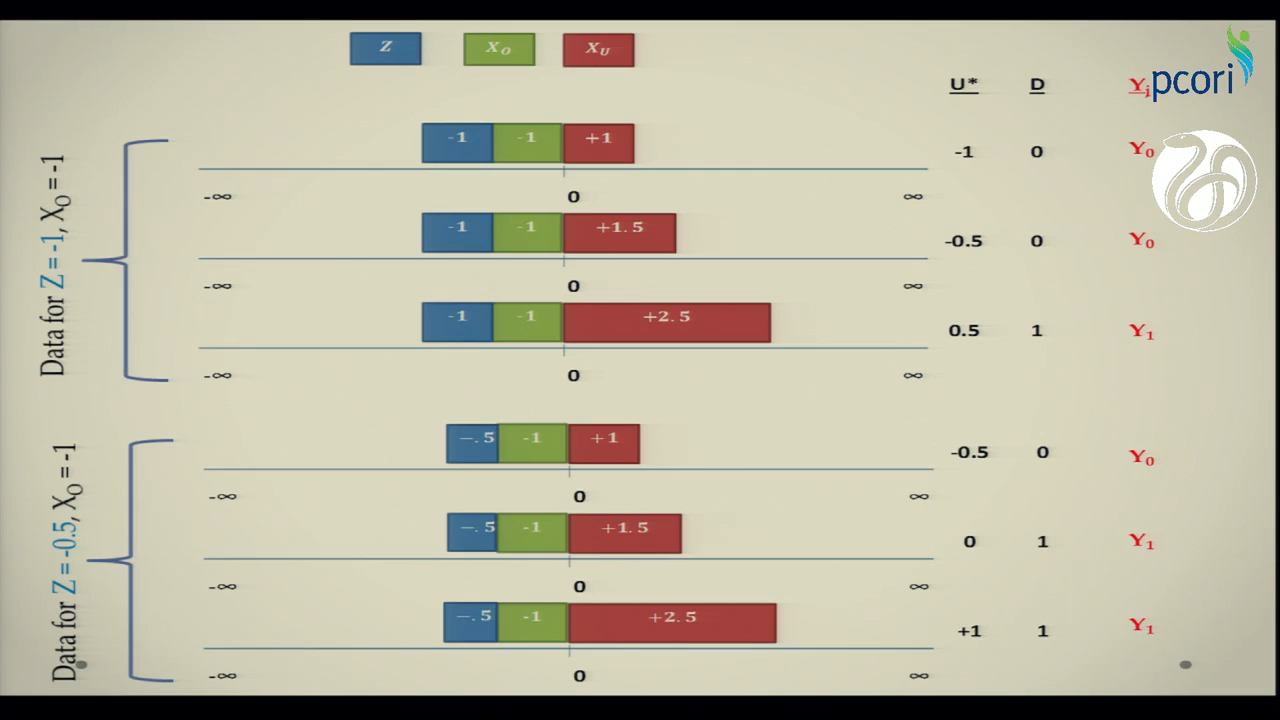 Z X_O X_U
U* D Y_j pcori
Data for Z = -1, X_O = -1
-1 -1 +1 -1 0 Y_0
-∞ 0 ∞
-1 -1 +1.5 -0.5 0 Y_0
-∞ 0 ∞
-1 -1 +2.5 0.5 1 Y_1
-∞ 0 ∞
Data for Z = -0.5, X_O = -1
-.5 -1 +1 -0.5 0 Y_0
-∞ 0 ∞
-.5 -1 +1.5 0 1 Y_1
-∞ 0 ∞
-.5 -1 +2.5 +1 1 Y_1
-∞ 0 ∞